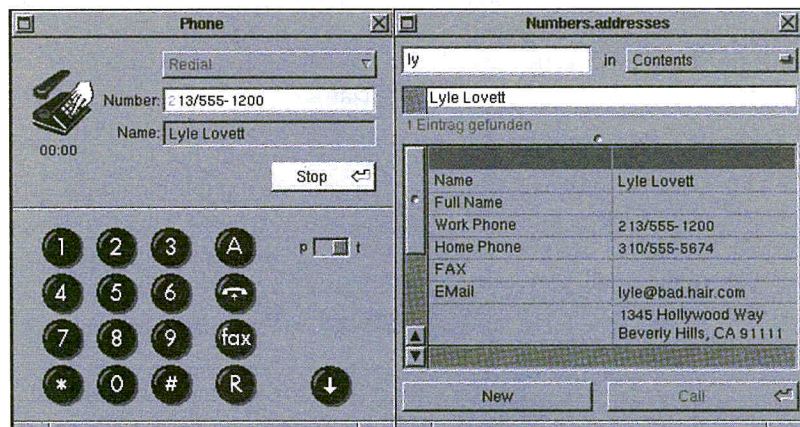 Phone
Redial
Number: 213/555-1200
Name: Lyle Lovett
00:00
Stop
1 2 3 A
p t
4 5 6
7 8 9 fax
* 0 # R
Numbers.addresses
ly in Contents
Lyle Lovett
1 Eintrag gefunden
Name Lyle Lovett
Full Name
Work Phone 213/555-1200
Home Phone 310/555-5674
FAX
EMail lyle@bad.hair.com
1345 Hollywood Way
Beverly Hills, CA 91111
New Call